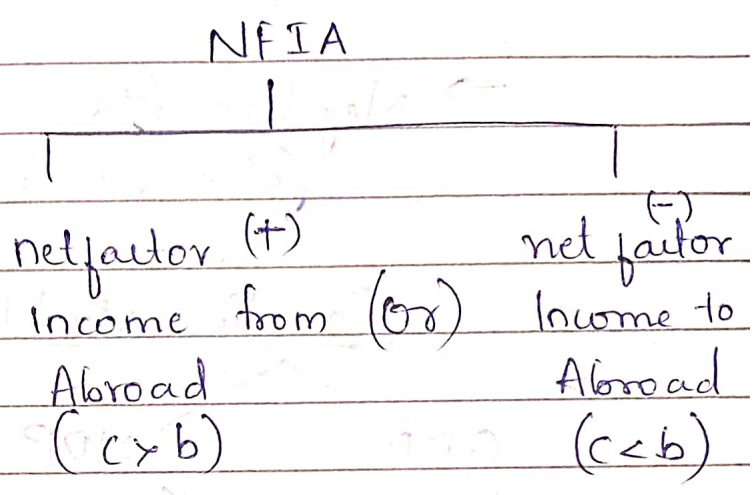 NFIA
net factor (+)
Income from (Or)
Abroad
(c > b)
(-)
net factor
Income to
Abroad
(c < b)